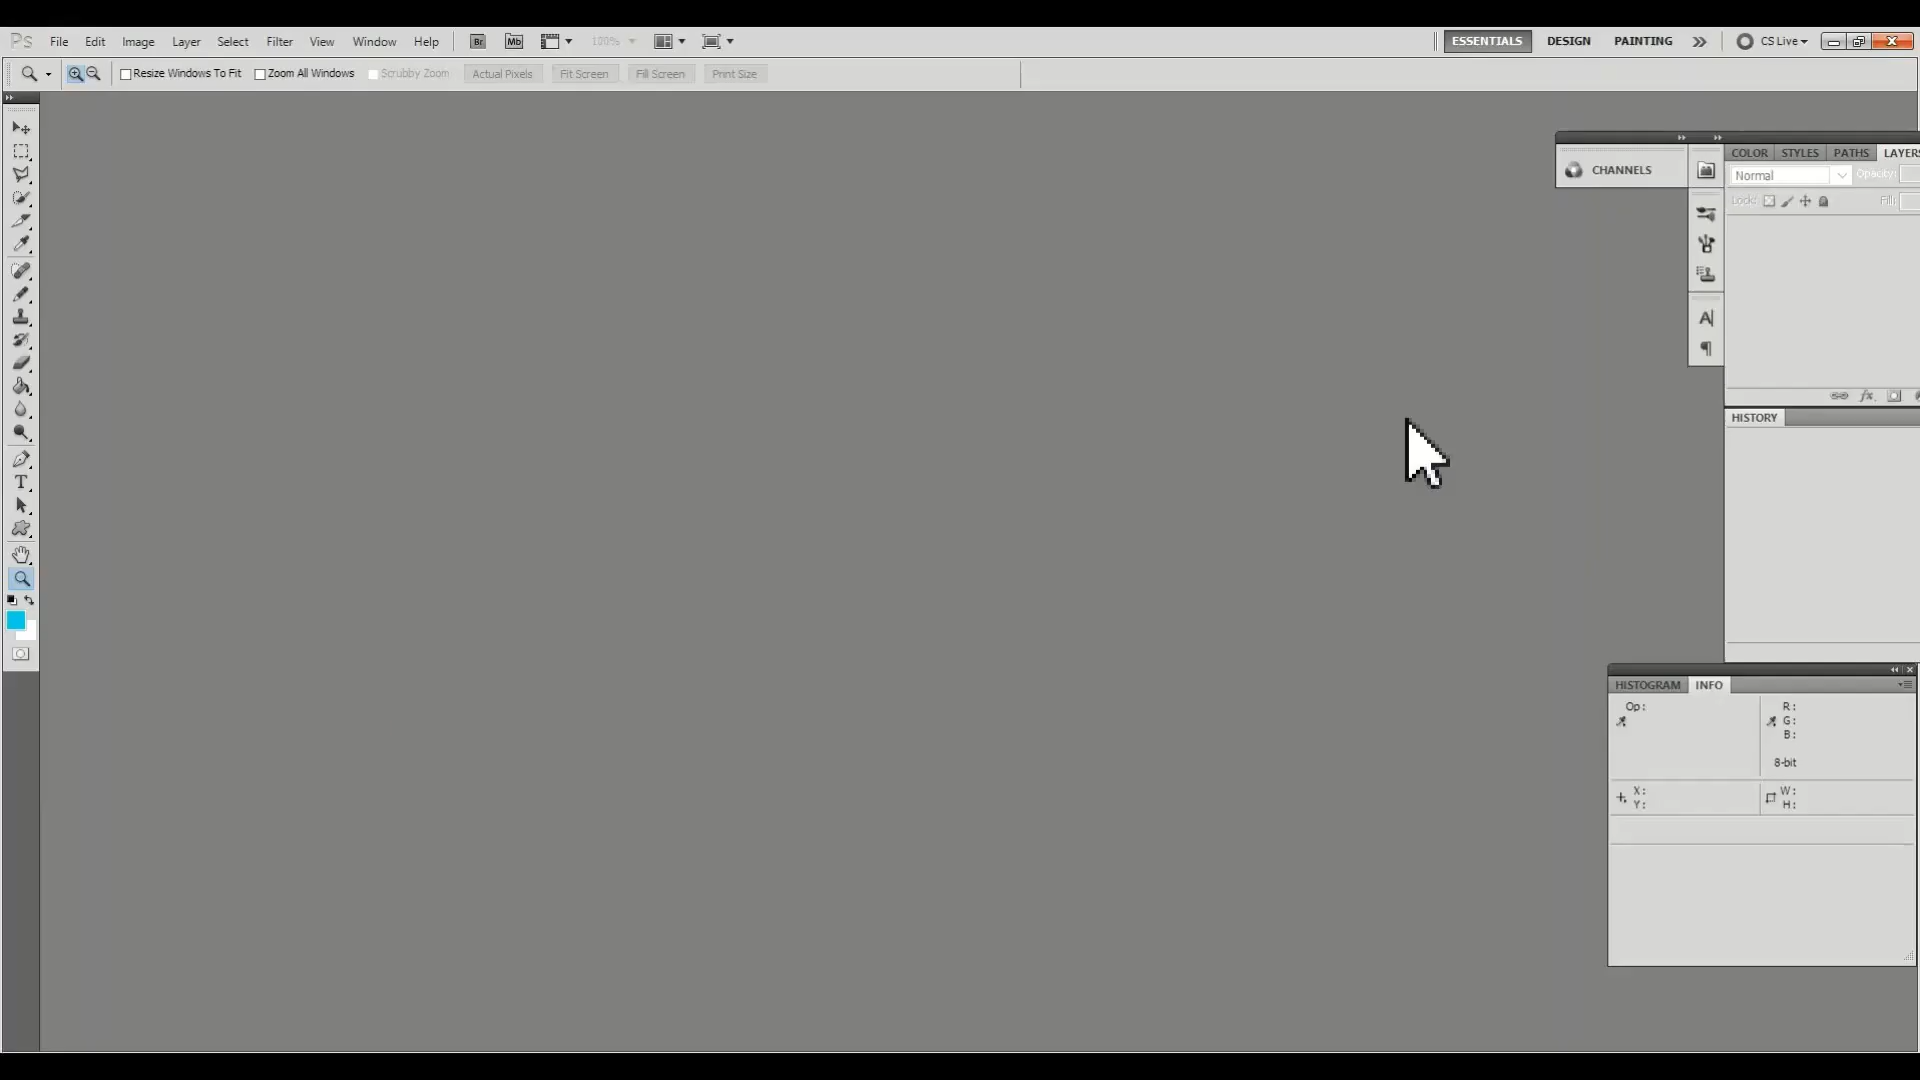 Ps File Edit Image Layer Select Filter View Window Help Br Mb 100% ESSENTIALS DESIGN PAINTING CS Live
Resize Windows To Fit Zoom All Windows Scrubby Zoom Actual Pixels Fit Screen Fill Screen Print Size
CHANNELS
COLOR STYLES PATHS LAYERS
Normal Opacity:
Lock: Fill:
A
¶
fx.
HISTORY
T
HISTOGRAM INFO
Op:
R:
G:
B:
8-bit
X:
Y:
W:
H: